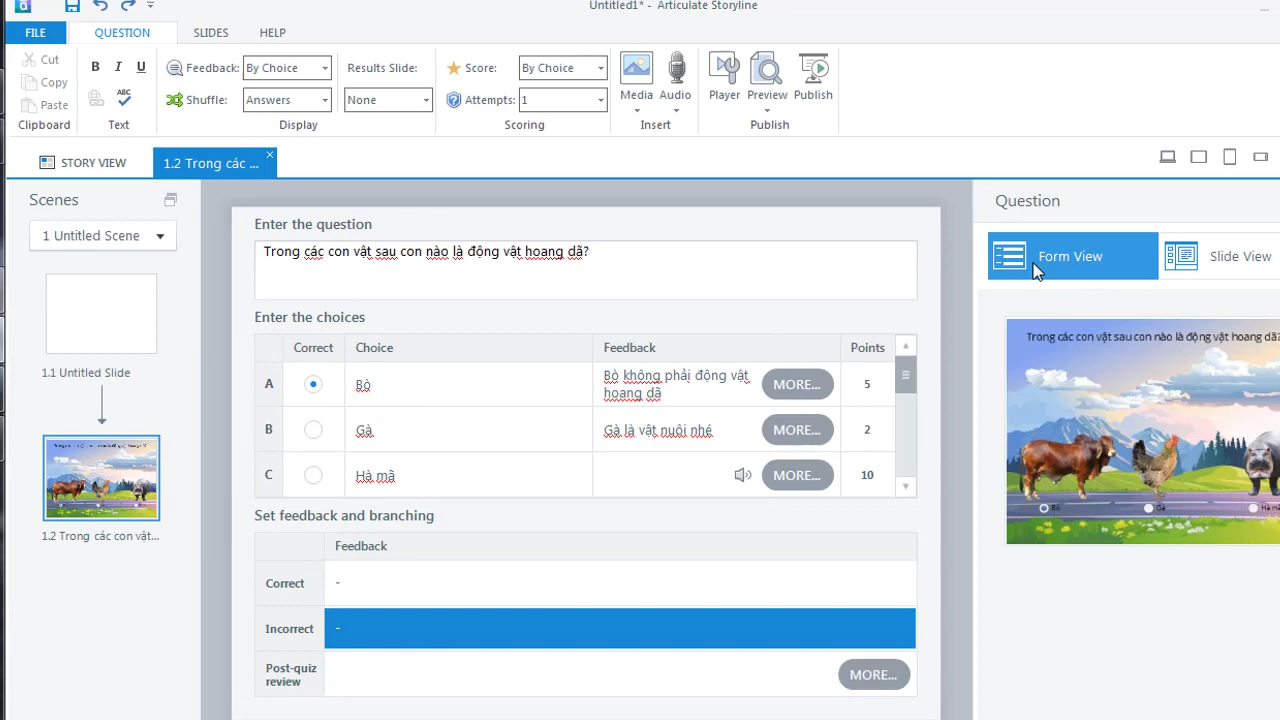 Untitled1* - Articulate Storyline
FILE QUESTION SLIDES HELP
Cut
Copy
Paste
Clipboard
B I U
ABC
Text
Feedback: By Choice
Shuffle: Answers
Results Slide:
None
Display
Score: By Choice
Attempts: 1
Scoring
Media Audio
Insert
Player Preview Publish
Publish
STORY VIEW
1.2 Trong các ...
Scenes
1 Untitled Scene
1.1 Untitled Slide
1.2 Trong các con vật...
Enter the question
Trong các con vật sau con nào là động vật hoang dã?
Enter the choices
Correct Choice Feedback Points
A Bò Bò không phải động vật hoang dã MORE... 5
B Gà Gà là vật nuôi nhé MORE... 2
C Hà mã MORE... 10
Set feedback and branching
Feedback
Correct -
Incorrect -
Post-quiz review MORE...
Question
Form View Slide View
Trong các con vật sau con nào là động vật hoang dã?
Bò Gà Hà mã